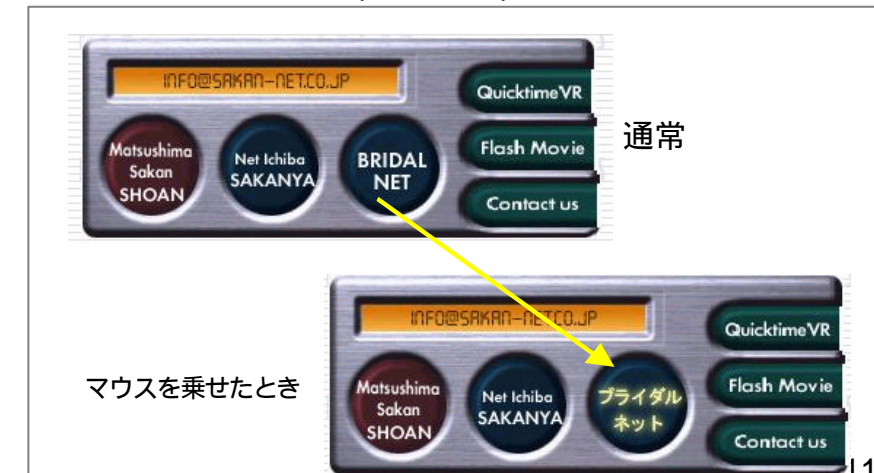 INFO@SAKAN-NET.CO.JP
Matsushima
Sakan
SHOAN
Net Ichiba
SAKANYA
BRIDAL
NET
QuicktimeVR
Flash Movie
Contact us
通常
マウスを乗せたとき
INFO@SAKAN-NET.CO.JP
Matsushima
Sakan
SHOAN
Net Ichiba
SAKANYA
ブライダル
ネット
QuicktimeVR
Flash Movie
Contact us